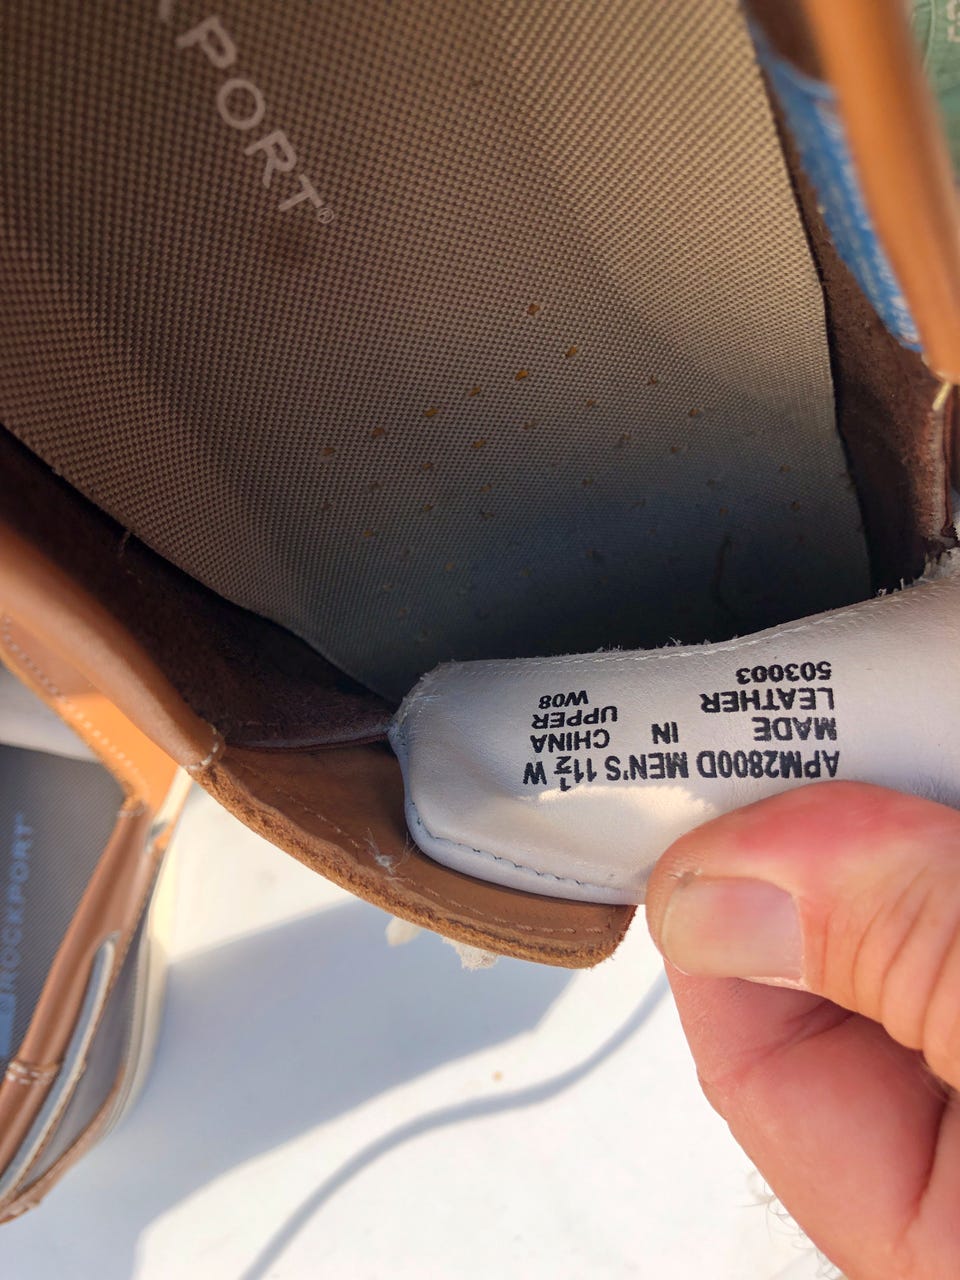 PORT®
APM2800D MEN'S 11½ W
MADE IN CHINA
LEATHER UPPER
503003 W08
ROCKPORT